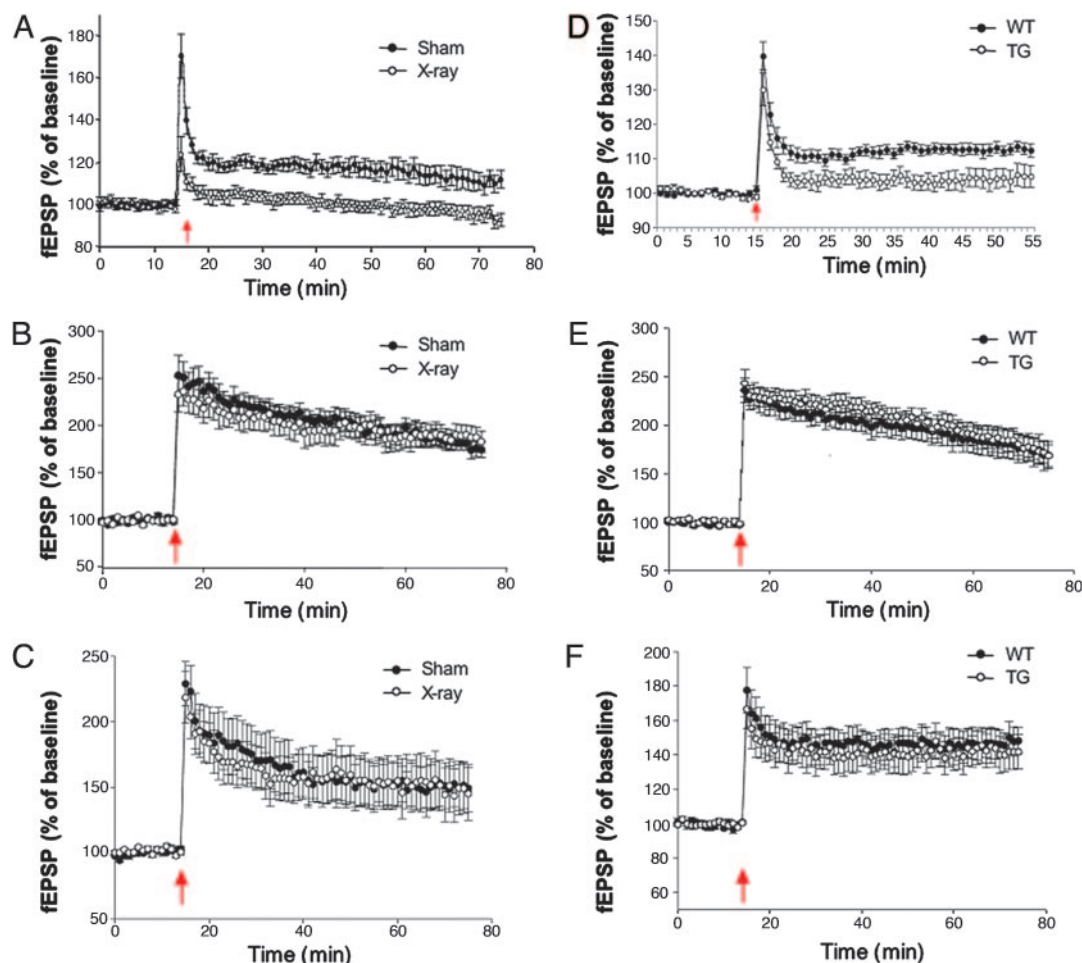 A
fEPSP (% of baseline)
180
160
140
120
100
80
0 10 20 30 40 50 60 70 80
Time (min)
Sham
X-ray
D
fEPSP (% of baseline)
150
140
130
120
110
100
90
80
0 5 10 15 20 25 30 35 40 45 50 55
Time (min)
WT
TG
B
fEPSP (% of baseline)
300
250
200
150
100
50
0 20 40 60 80
Time (min)
Sham
X-ray
E
fEPSP (% of baseline)
300
250
200
150
100
50
0 20 40 60 80
Time (min)
WT
TG
C
fEPSP (% of baseline)
250
200
150
100
50
0 20 40 60 80
Time (min)
Sham
X-ray
F
fEPSP (% of baseline)
200
180
160
140
120
100
80
60
0 20 40 60 80
Time (min)
WT
TG